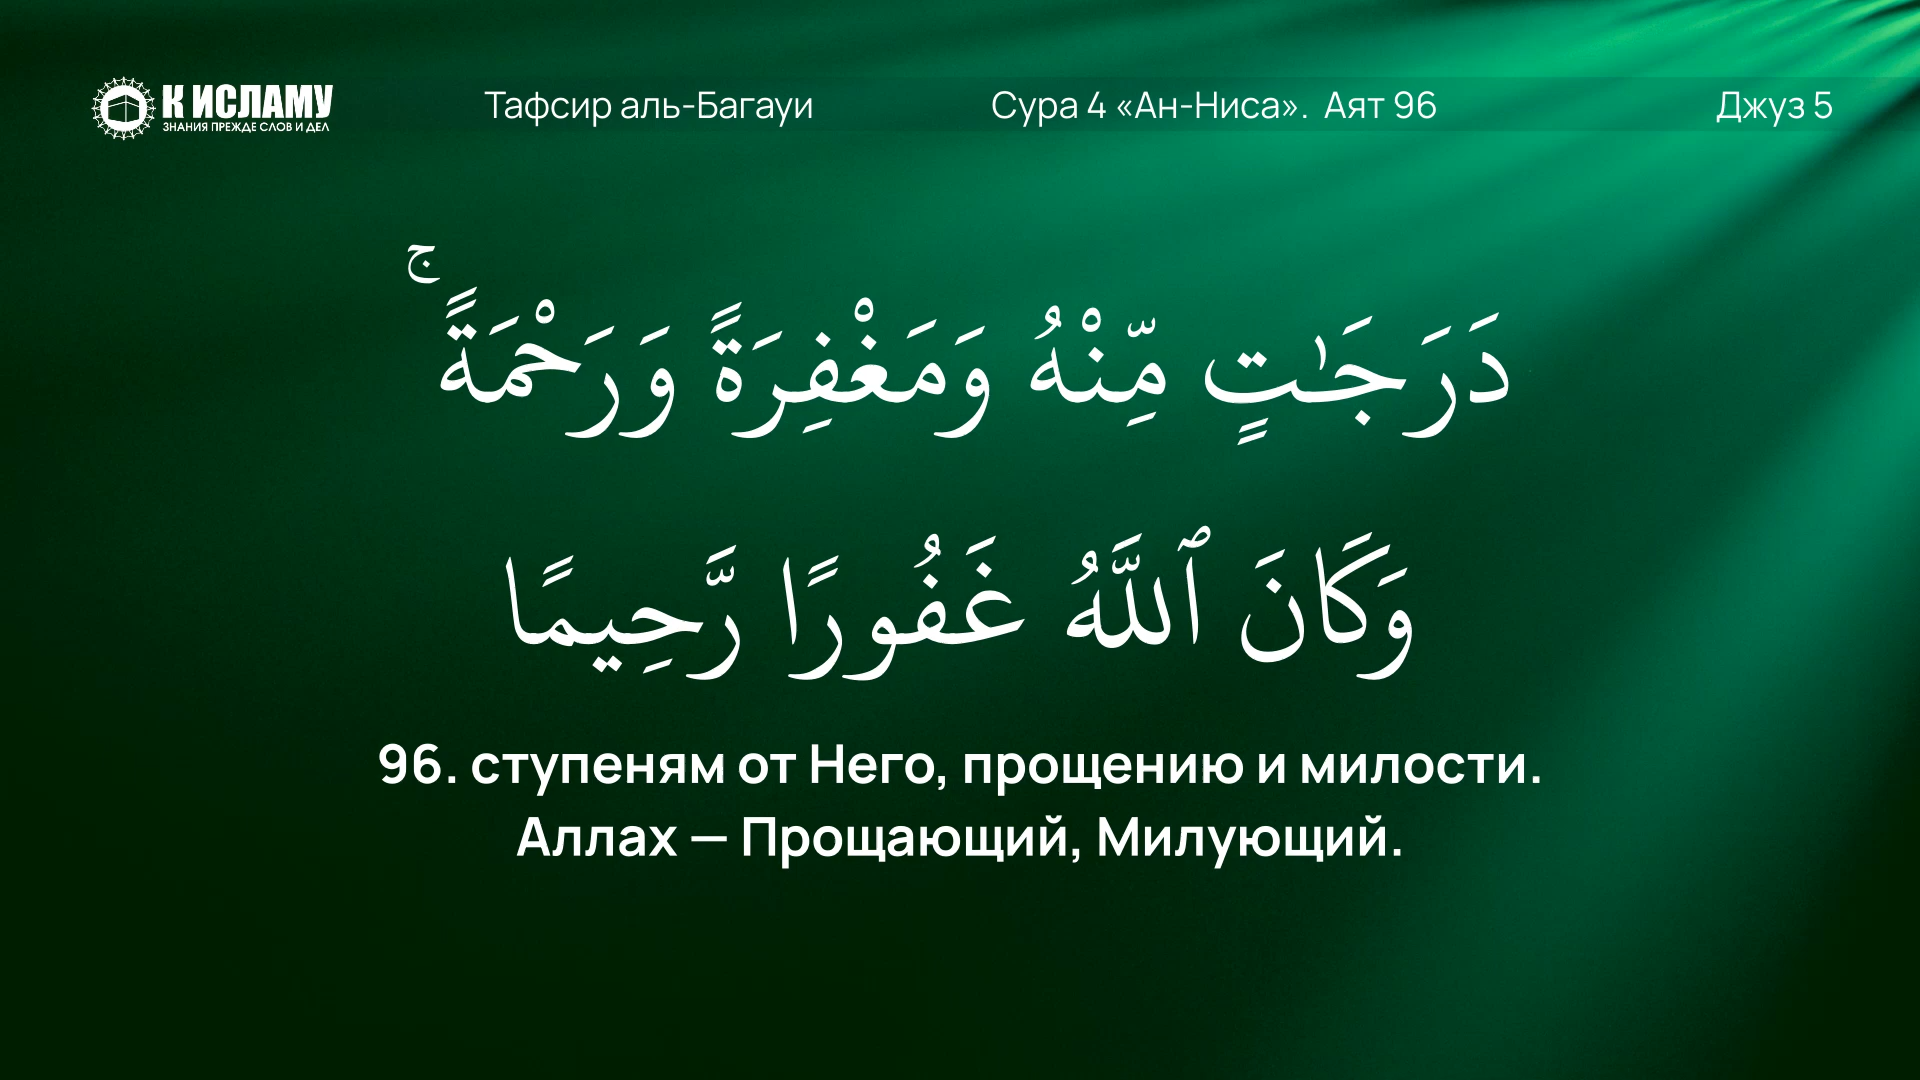 К ИСЛАМУ
ЗНАНИЯ ПРЕЖДЕ СЛОВ И ДЕЛ
Тафсир аль-Багауи
Сура 4 «Ан-Ниса». Аят 96
Джуз 5
دَرَجَـٰتٍ مِّنْهُ وَمَغْفِرَةً وَرَحْمَةً ۚ
وَكَانَ ٱللَّهُ غَفُورًا رَّحِيمًا
96. ступеням от Него, прощению и милости.
Аллах — Прощающий, Милующий.